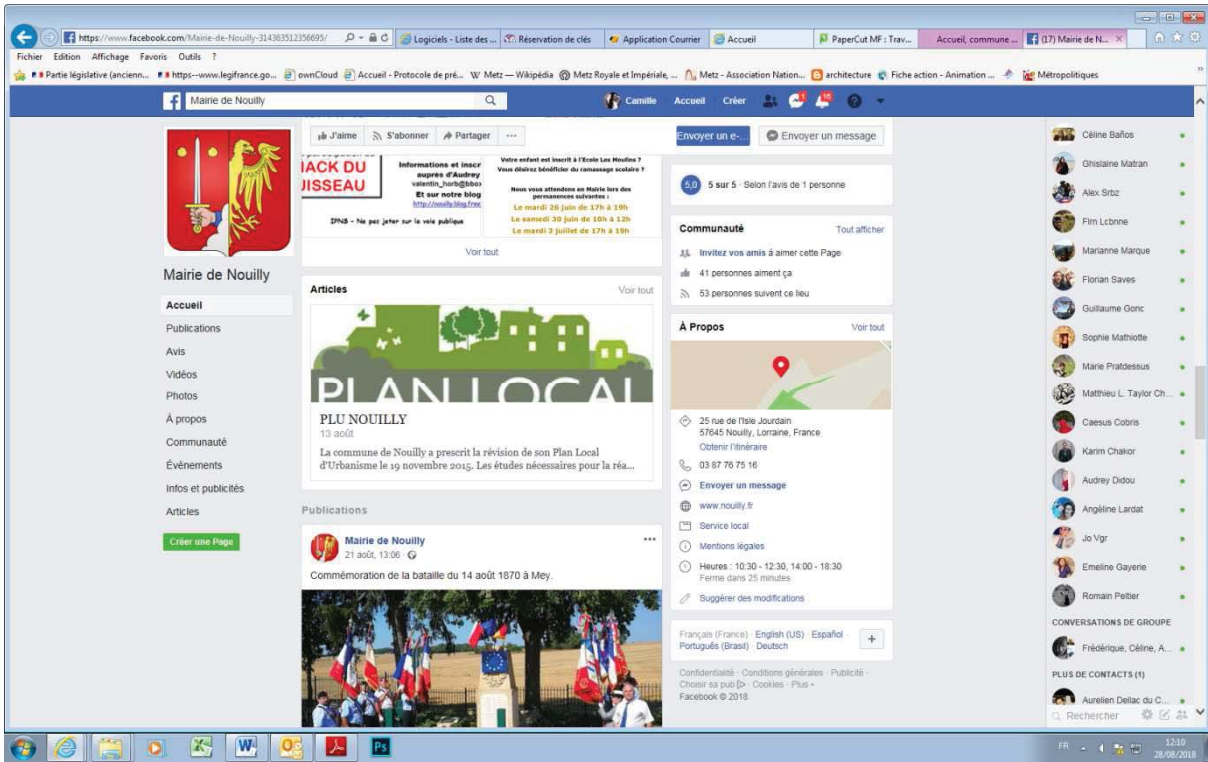 https://www.facebook.com/Mairie-de-Nouilly-314363512356695/
Logiciels - Liste des ...
Réservation de clés
Application Courrier
Accueil
PaperCut MF : Trav...
Accueil, commune ...
(17) Mairie de N...
Fichier Edition Affichage Favoris Outils ?
Partie législative (ancienn...
https--www.legifrance.go...
ownCloud
Accueil - Protocole de pré...
Metz — Wikipédia
Metz Royale et Impériale, ...
Metz - Association Nation...
architecture
Fiche action - Animation ...
Métropolitiques
Mairie de Nouilly
Camille
Accueil
Créer
1
16
Mairie de Nouilly
Accueil
Publications
Avis
Vidéos
Photos
À propos
Communauté
Événements
Infos et publicités
Articles
Créer une Page
J'aime
S'abonner
Partager
...
Envoyer un e-...
Envoyer un message
JACK DU
UISSEAU
Informations et inscr
auprès d'Audrey
valentin_horb@bbox
Et sur notre blog
http://nouilly.blog.free
IPNS - Ne pas jeter sur la voie publique
Votre enfant est inscrit à l'Ecole Les Moulins ?
Vous désirez bénéficier du ramassage scolaire ?
Nous vous attendons en Mairie lors des
permanences suivantes :
Le mardi 26 juin de 17h à 19h
Le samedi 30 juin de 10h à 12h
Le mardi 3 juillet de 17h à 19h
Voir tout
Articles
Voir tout
PLAN LOCAL
PLU NOUILLY
13 août
La commune de Nouilly a prescrit la révision de son Plan Local
d'Urbanisme le 19 novembre 2015. Les études nécessaires pour la réa...
Publications
Mairie de Nouilly
21 août, 13:06
Commémoration de la bataille du 14 août 1870 à Mey.
5,0
5 sur 5 · Selon l'avis de 1 personne
Communauté
Tout afficher
Invitez vos amis à aimer cette Page
41 personnes aiment ça
53 personnes suivent ce lieu
À Propos
Voir tout
25 rue de l'Isle Jourdain
57645 Nouilly, Lorraine, France
Obtenir l'itinéraire
03 87 76 75 16
Envoyer un message
www.nouilly.fr
Service local
Mentions légales
Heures : 10:30 - 12:30, 14:00 - 18:30
Ferme dans 25 minutes
Suggérer des modifications
Français (France) · English (US) · Español ·
Português (Brasil) · Deutsch
+
Confidentialité · Conditions générales · Publicité ·
Choisir sa pub · Cookies · Plus
Facebook © 2018
Céline Baños
Ghislaine Matran
Alex Srbz
Flrn Lcbnne
Marianne Marque
Florian Saves
Guillaume Gonc
Sophie Mathiotte
Marie Pratdessus
Matthieu L. Taylor Ch...
Caesus Cobris
Karim Chakor
Audrey Didou
Angéline Lardat
Jo Vgr
Emeline Gayerie
Romain Peltier
CONVERSATIONS DE GROUPE
Frédérique, Céline, A...
PLUS DE CONTACTS (1)
Aurelien Dellac du C...
Rechercher
FR
12:10
28/08/2018